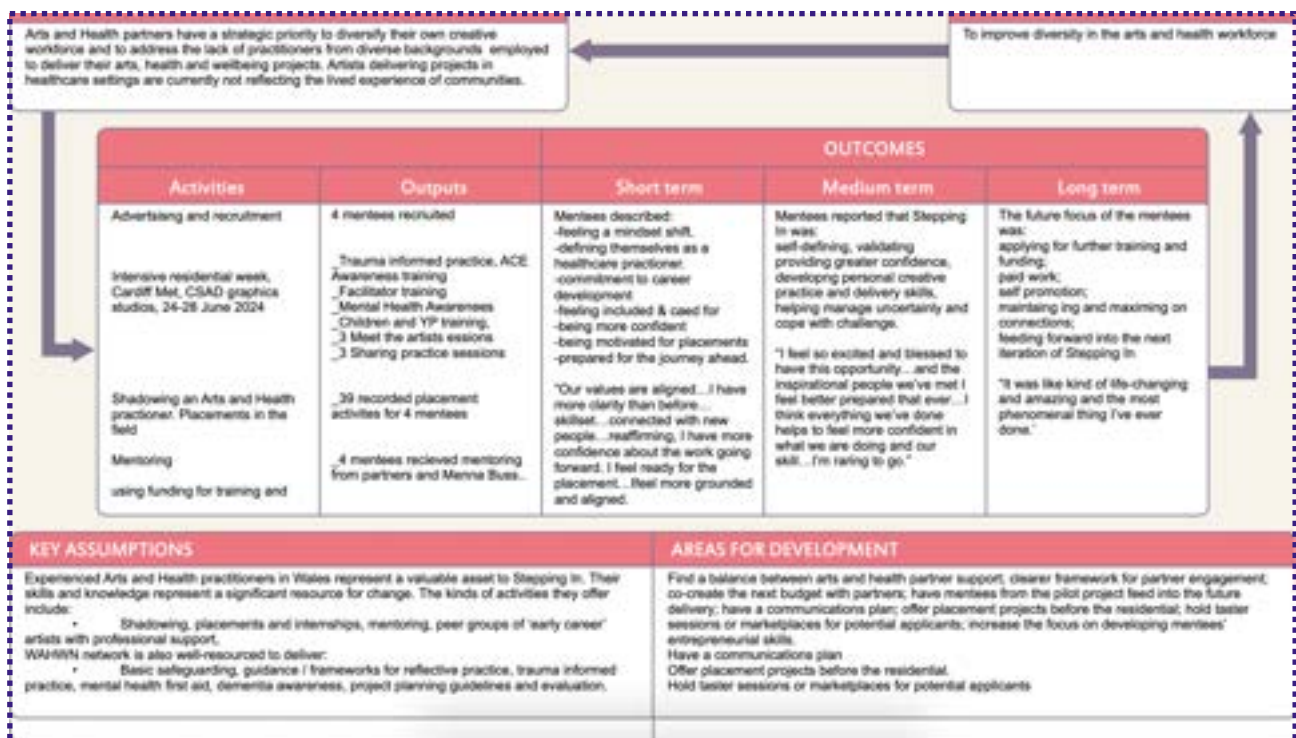 Arts and Health partners have a strategic priority to diversify their own creative
workforce and to address the lack of practitioners from diverse backgrounds employed
to deliver their arts, health and wellbeing projects. Artists delivering projects in
healthcare settings are currently not reflecting the lived experience of communities.
To improve diversity in the arts and health workforce
OUTCOMES
Activities
Outputs
Short term
Medium term
Long term
Advertising and recruitment
Intensive residential week,
Cardiff Met, CSAD graphics
studios, 24-28 June 2024
Shadowing an Arts and Health
practioner. Placements in the
field
Mentoring
using funding for training and
4 mentees recruited
_Trauma informed practice, ACE
Awareness training
_Facilitator training
_Mental Health Awarenees
_Children and YP training,
_3 Meet the artists essions
_3 Sharing practice sessions
_39 recorded placement
activites for 4 mentees
_4 mentees recieved mentoring
from partners and Menna Buss..
Mentees described:
-feeling a mindset shift,
-defining themselves as a
healthcare practioner.
-commitment to career
development
-feeling included & caed for
-being more confident
-being motivated for placements
-prepared for the journey ahead.
"Our values are aligned…I have
more clarity than before…
skillset…connected with new
people…reaffirming, I have more
confidence about the work going
forward. I feel ready for the
placement…Ifeel more grounded
and aligned.
Mentees reported that Stepping
In was:
self-defining, validating
providing greater confidence,
developng personal creative
practice and delivery skills,
helping manage uncertainty and
cope with challenge.
"I feel so excited and blessed to
have this opportunity…and the
inspirational people we've met I
feel better prepared that ever…I
think everything we've done
helps to feel more confident in
what we are doing and our
skill…I'm raring to go."
The future focus of the mentees
was:
applying for further training and
funding;
paid work;
self promotion;
maintaing ing and maximing on
connections;
feeding forward into the next
iteration of Stepping In
"It was like kind of life-changing
and amazing and the most
phenomenal thing I've ever
done.'
KEY ASSUMPTIONS
Experienced Arts and Health practitioners in Wales represent a valuable asset to Stepping In. Their
skills and knowledge represent a significant resource for change. The kinds of activities they offer
include:
• Shadowing, placements and internships, mentoring, peer groups of 'early career'
artists with professional support,
WAHWN network is also well-resourced to deliver:
• Basic safeguarding, guidance / frameworks for reflective practice, trauma informed
practice, mental health first aid, dementia awareness, project planning guidelines and evaluation.
AREAS FOR DEVELOPMENT
Find a balance between arts and health partner support; clearer framework for partner engagement;
co-create the next budget with partners; have mentees from the pilot project feed into the future
delivery; have a communications plan; offer placement projects before the residential; hold taster
sessions or marketplaces for potential applicants; increase the focus on developing mentees'
entrepreneurial skills.
Have a communications plan
Offer placement projects before the residential.
Hold taster sessions or marketplaces for potential applicants